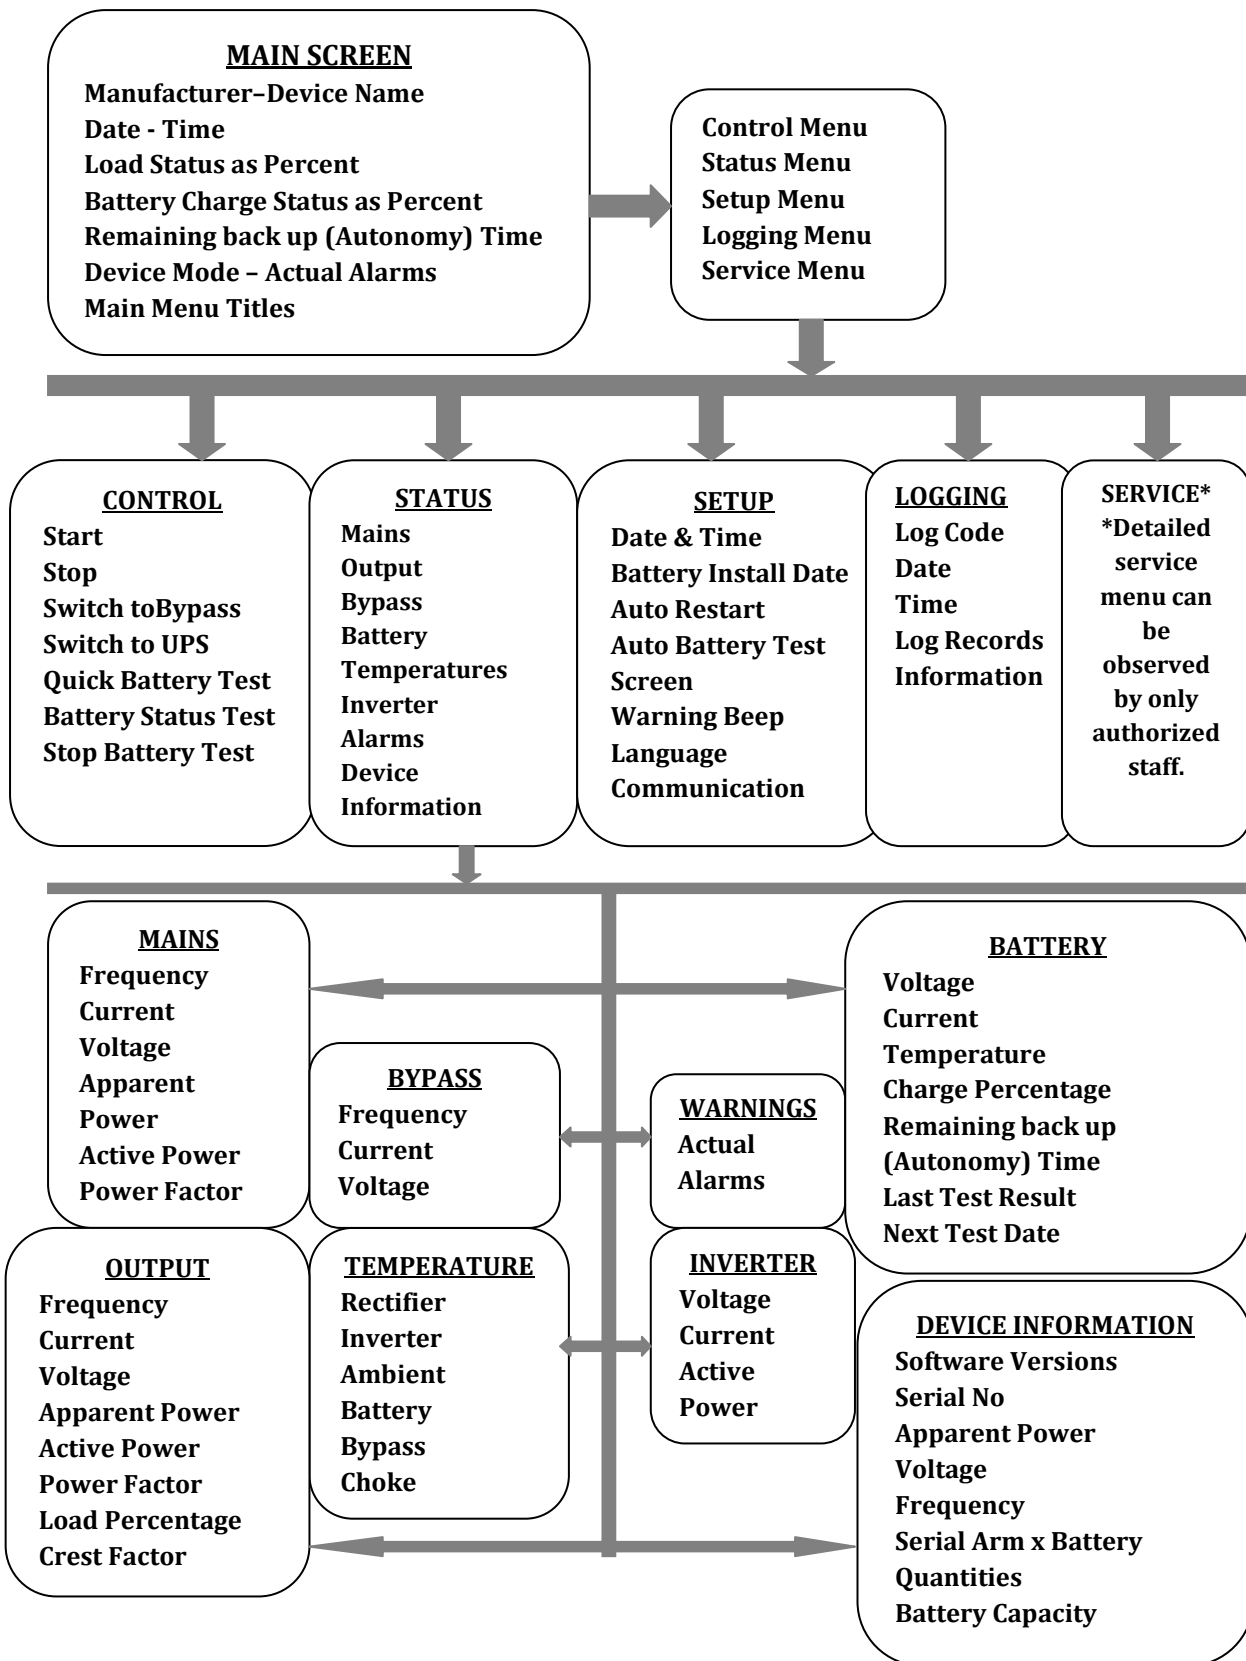 MAIN SCREEN
Manufacturer–Device Name
Date - Time
Load Status as Percent
Battery Charge Status as Percent
Remaining back up (Autonomy) Time
Device Mode – Actual Alarms
Main Menu Titles
Control Menu
Status Menu
Setup Menu
Logging Menu
Service Menu
CONTROL
Start
Stop
Switch toBypass
Switch to UPS
Quick Battery Test
Battery Status Test
Stop Battery Test
STATUS
Mains
Output
Bypass
Battery
Temperatures
Inverter
Alarms
Device
Information
SETUP
Date & Time
Battery Install Date
Auto Restart
Auto Battery Test
Screen
Warning Beep
Language
Communication
LOGGING
Log Code
Date
Time
Log Records
Information
SERVICE*
*Detailed
service
menu can
be
observed
by only
authorized
staff.
MAINS
Frequency
Current
Voltage
Apparent
Power
Active Power
Power Factor
BYPASS
Frequency
Current
Voltage
WARNINGS
Actual
Alarms
BATTERY
Voltage
Current
Temperature
Charge Percentage
Remaining back up
(Autonomy) Time
Last Test Result
Next Test Date
OUTPUT
Frequency
Current
Voltage
Apparent Power
Active Power
Power Factor
Load Percentage
Crest Factor
TEMPERATURE
Rectifier
Inverter
Ambient
Battery
Bypass
Choke
INVERTER
Voltage
Current
Active
Power
DEVICE INFORMATION
Software Versions
Serial No
Apparent Power
Voltage
Frequency
Serial Arm x Battery
Quantities
Battery Capacity